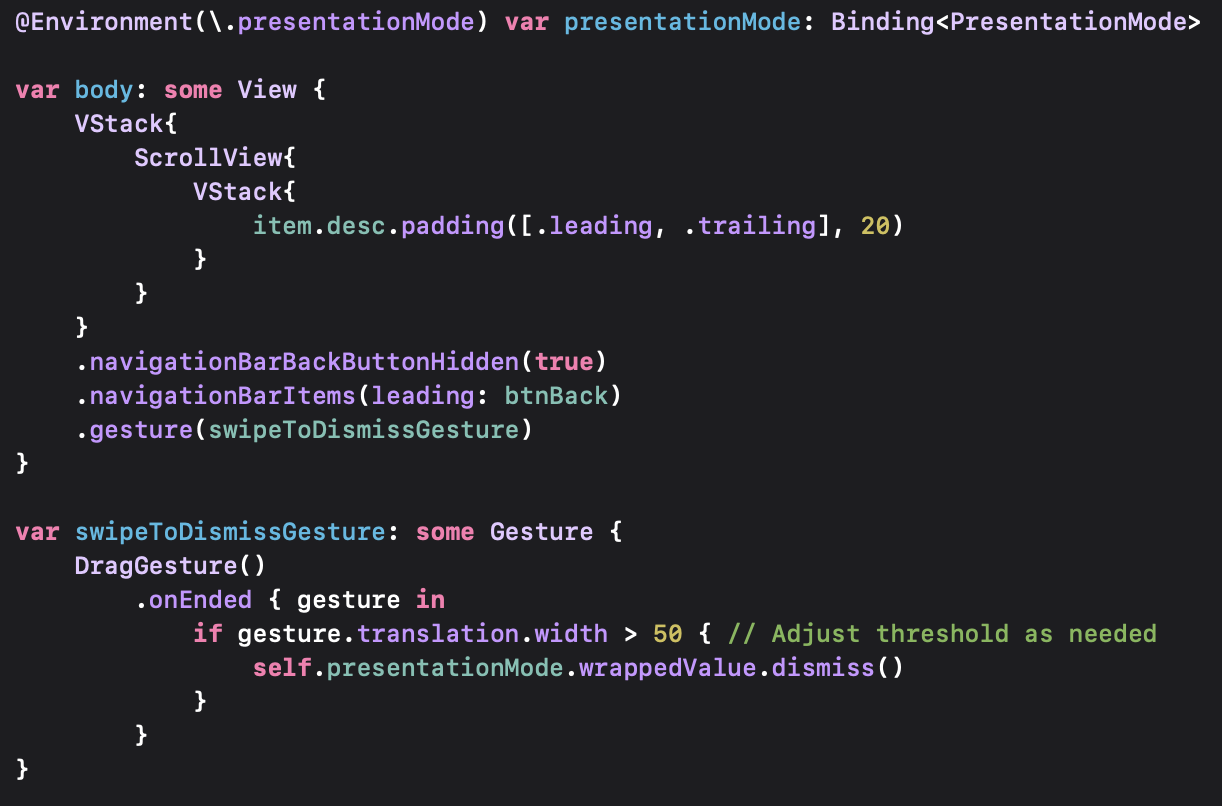 @Environment(\.presentationMode) var presentationMode: Binding<PresentationMode>
var body: some View {
    VStack{
        ScrollView{
            VStack{
                item.desc.padding([.leading, .trailing], 20)
            }
        }
    }
    .navigationBarBackButtonHidden(true)
    .navigationBarItems(leading: btnBack)
    .gesture(swipeToDismissGesture)
}
var swipeToDismissGesture: some Gesture {
    DragGesture()
        .onEnded { gesture in
            if gesture.translation.width > 50 { // Adjust threshold as needed
                self.presentationMode.wrappedValue.dismiss()
            }
        }
}